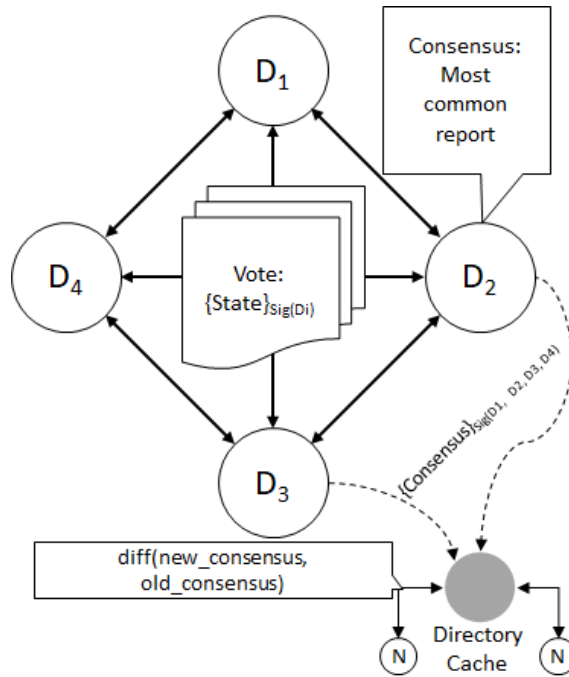 D1
Consensus:
Most
common
report
D4
Vote:
{State}Sig(Di)
D2
{Consensus}Sig(D1, D2, D3, D4)
D3
diff(new_consensus,
old_consensus)
Directory
Cache
N
N